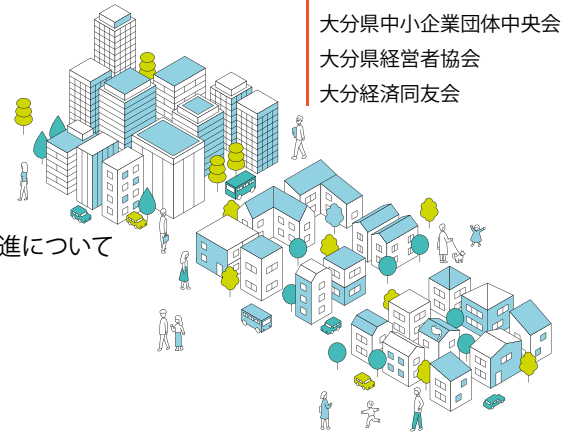 大分県中小企業団体中央会
大分県経営者協会
大分経済同友会
進について